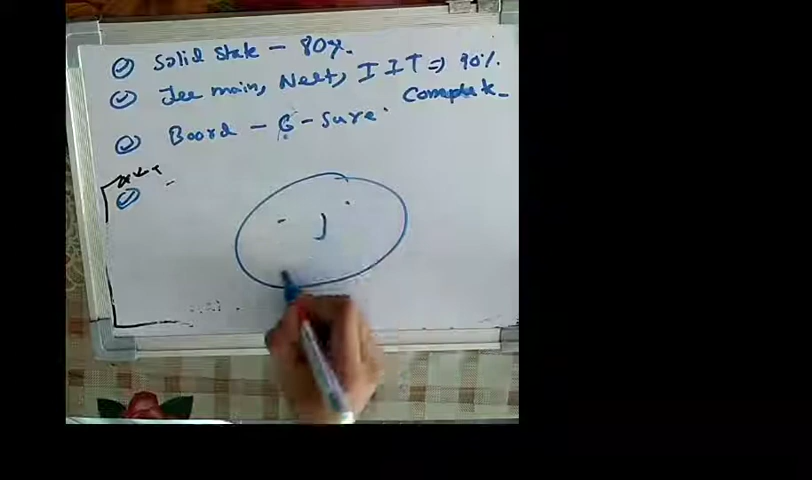 Solid state - 80%.
Jee main, Neet, IIT ⇒ 90%.
Complete
Board - 6 - Sure.